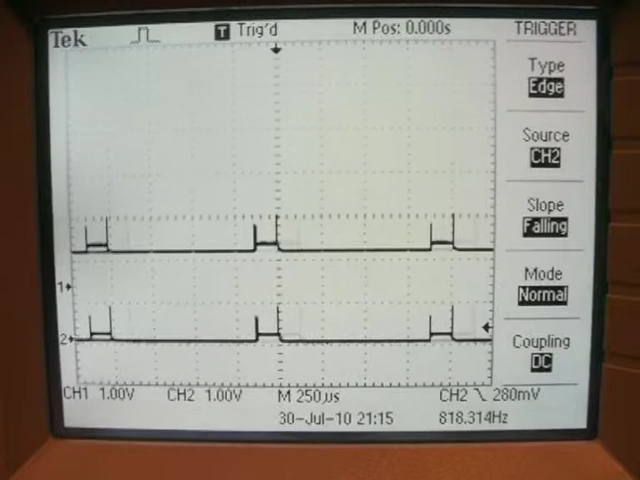 Tek T Trig'd M Pos: 0.000s TRIGGER
Type
Edge
Source
CH2
Slope
Falling
Mode
Normal
Coupling
DC
1
2
CH1 1.00V CH2 1.00V M 250µs CH2 \ 280mV
30-Jul-10 21:15 818.314Hz